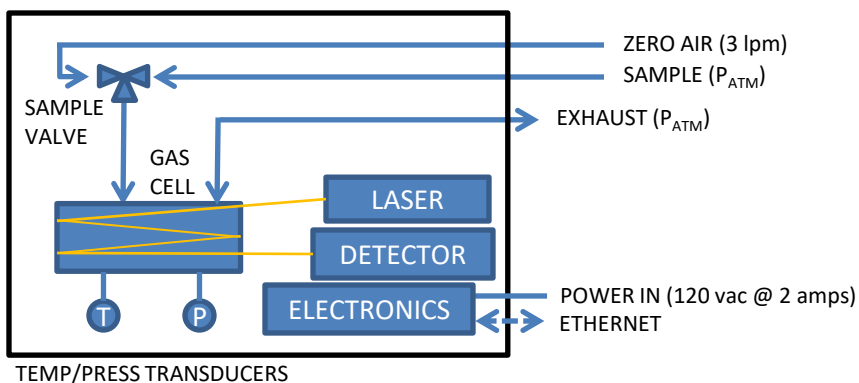 ZERO AIR (3 lpm)
SAMPLE (PATM)
SAMPLE
VALVE
EXHAUST (PATM)
GAS
CELL
LASER
DETECTOR
ELECTRONICS
POWER IN (120 vac @ 2 amps)
ETHERNET
T
P
TEMP/PRESS TRANSDUCERS